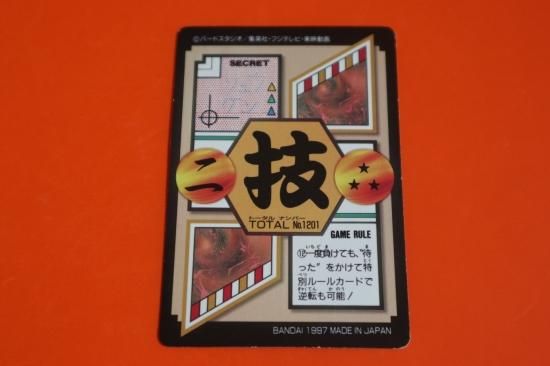 ©バードスタジオ/集英社・フジテレビ・東映動画
SECRET
技
二
トータル ナンバー
TOTAL No.1201
GAME RULE
⑫一度負けても、“待
った”をかけて特
別ルールカードで
逆転も可能!
BANDAI 1997 MADE IN JAPAN